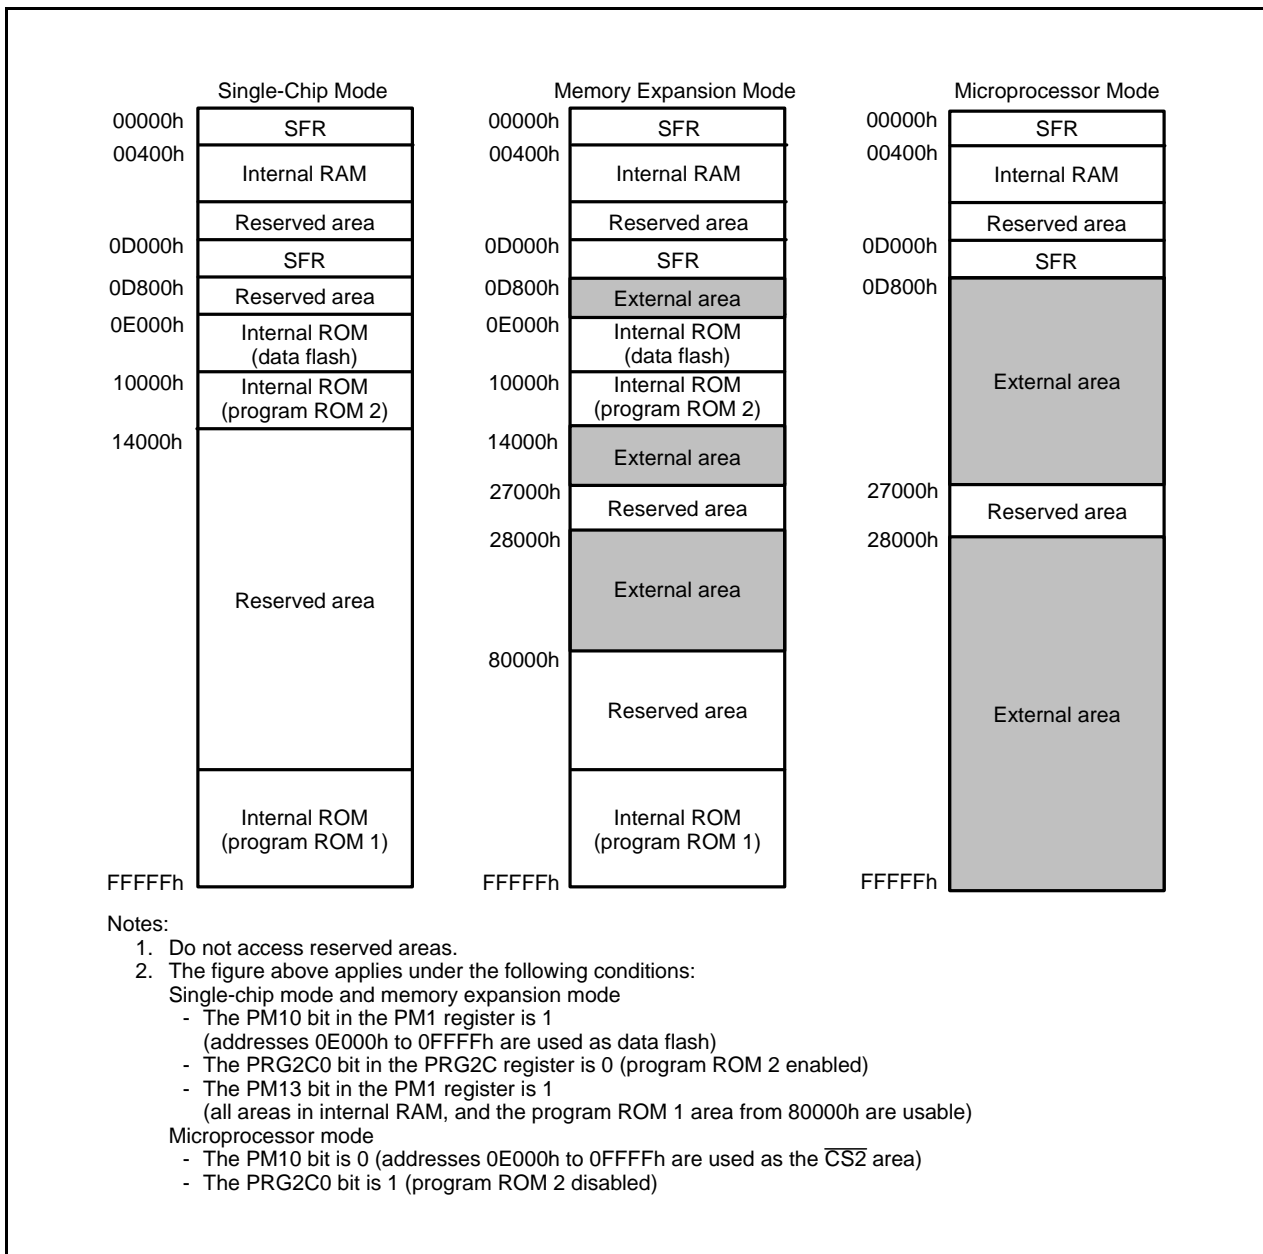 Single-Chip Mode
00000h
SFR
00400h
Internal RAM
Reserved area
0D000h
SFR
0D800h
Reserved area
0E000h
Internal ROM
(data flash)
10000h
Internal ROM
(program ROM 2)
14000h
Reserved area
Internal ROM
(program ROM 1)
FFFFFh
Memory Expansion Mode
00000h
SFR
00400h
Internal RAM
Reserved area
0D000h
SFR
0D800h
External area
0E000h
Internal ROM
(data flash)
10000h
Internal ROM
(program ROM 2)
14000h
External area
27000h
Reserved area
28000h
External area
80000h
Reserved area
Internal ROM
(program ROM 1)
FFFFFh
Microprocessor Mode
00000h
SFR
00400h
Internal RAM
Reserved area
0D000h
SFR
0D800h
External area
27000h
Reserved area
28000h
External area
FFFFFh
Notes:
1. Do not access reserved areas.
2. The figure above applies under the following conditions:
Single-chip mode and memory expansion mode
- The PM10 bit in the PM1 register is 1
(addresses 0E000h to 0FFFFh are used as data flash)
- The PRG2C0 bit in the PRG2C register is 0 (program ROM 2 enabled)
- The PM13 bit in the PM1 register is 1
(all areas in internal RAM, and the program ROM 1 area from 80000h are usable)
Microprocessor mode
- The PM10 bit is 0 (addresses 0E000h to 0FFFFh are used as the C̅S̅2̅ area)
- The PRG2C0 bit is 1 (program ROM 2 disabled)